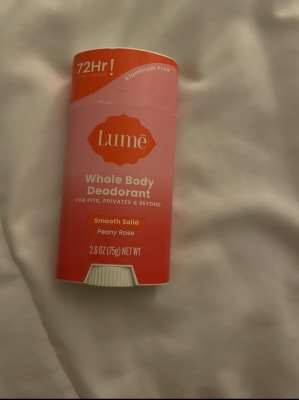 72Hr!
Aluminum Free
Lumē
Whole Body
Deodorant
FOR PITS, PRIVATES & BEYOND
Smooth Solid
Peony Rose
2.6 OZ (75g) NET WT